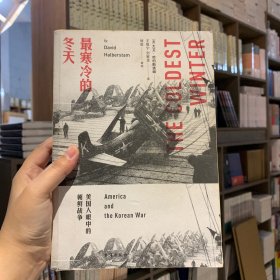 最寒冷的
冬天
By
David
Halberstam
THE COLDEST
WINTER
美国人眼中的
朝鲜战争
America
and
the Korean War